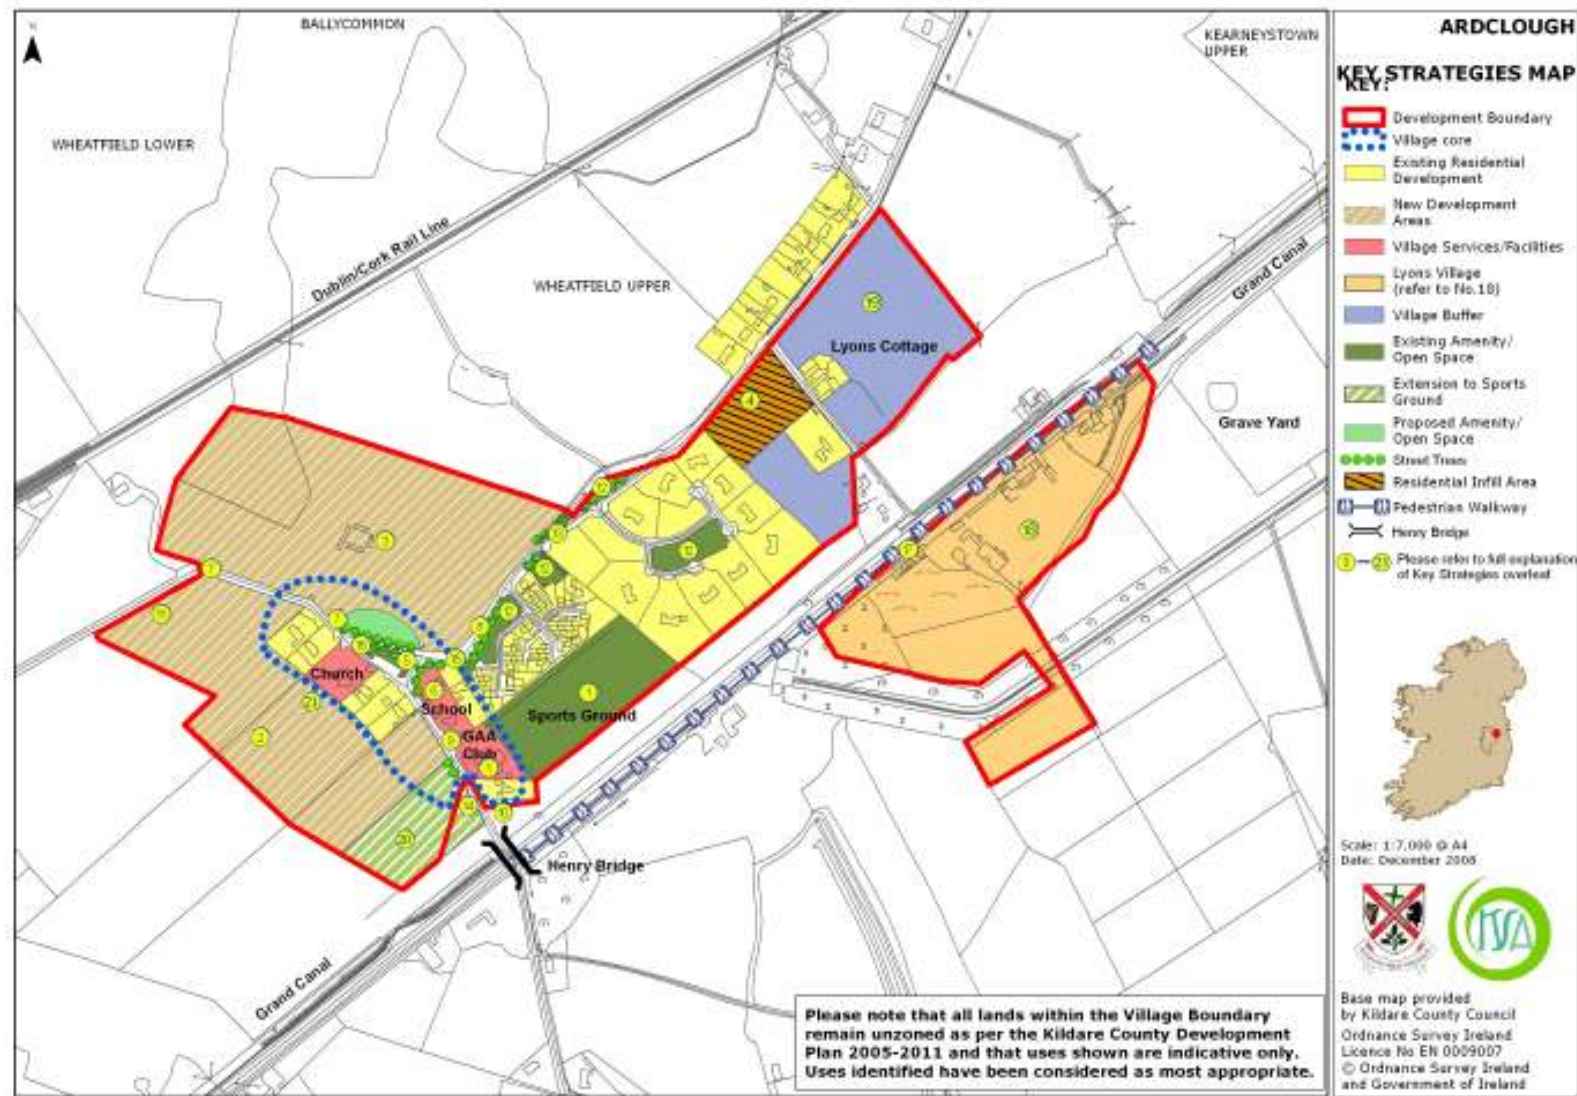 BALLYCOMMON
KEARNEYSTOWN
UPPER
WHEATFIELD LOWER
Dublin/Cork Rail Line
WHEATFIELD UPPER
Grand Canal
Lyons Cottage
Grave Yard
Church
School
GAA
Club
Sports Ground
Henry Bridge
Grand Canal
Please note that all lands within the Village Boundary
remain unzoned as per the Kildare County Development
Plan 2005-2011 and that uses shown are indicative only.
Uses identified have been considered as most appropriate.
ARDCLOUGH
KEY STRATEGIES MAP
KEY:
Development Boundary
Village core
Existing Residential
Development
New Development
Areas
Village Services/Facilities
Lyons Village
(refer to No.18)
Village Buffer
Existing Amenity/
Open Space
Extension to Sports
Ground
Proposed Amenity/
Open Space
Street Trees
Residential Infill Area
Pedestrian Walkway
Henry Bridge
Please refer to full explanation
of Key Strategies overleaf
Scale: 1:7,000 @ A4
Date: December 2008
Base map provided
by Kildare County Council
Ordnance Survey Ireland
Licence No EN 0009007
© Ordnance Survey Ireland
and Government of Ireland